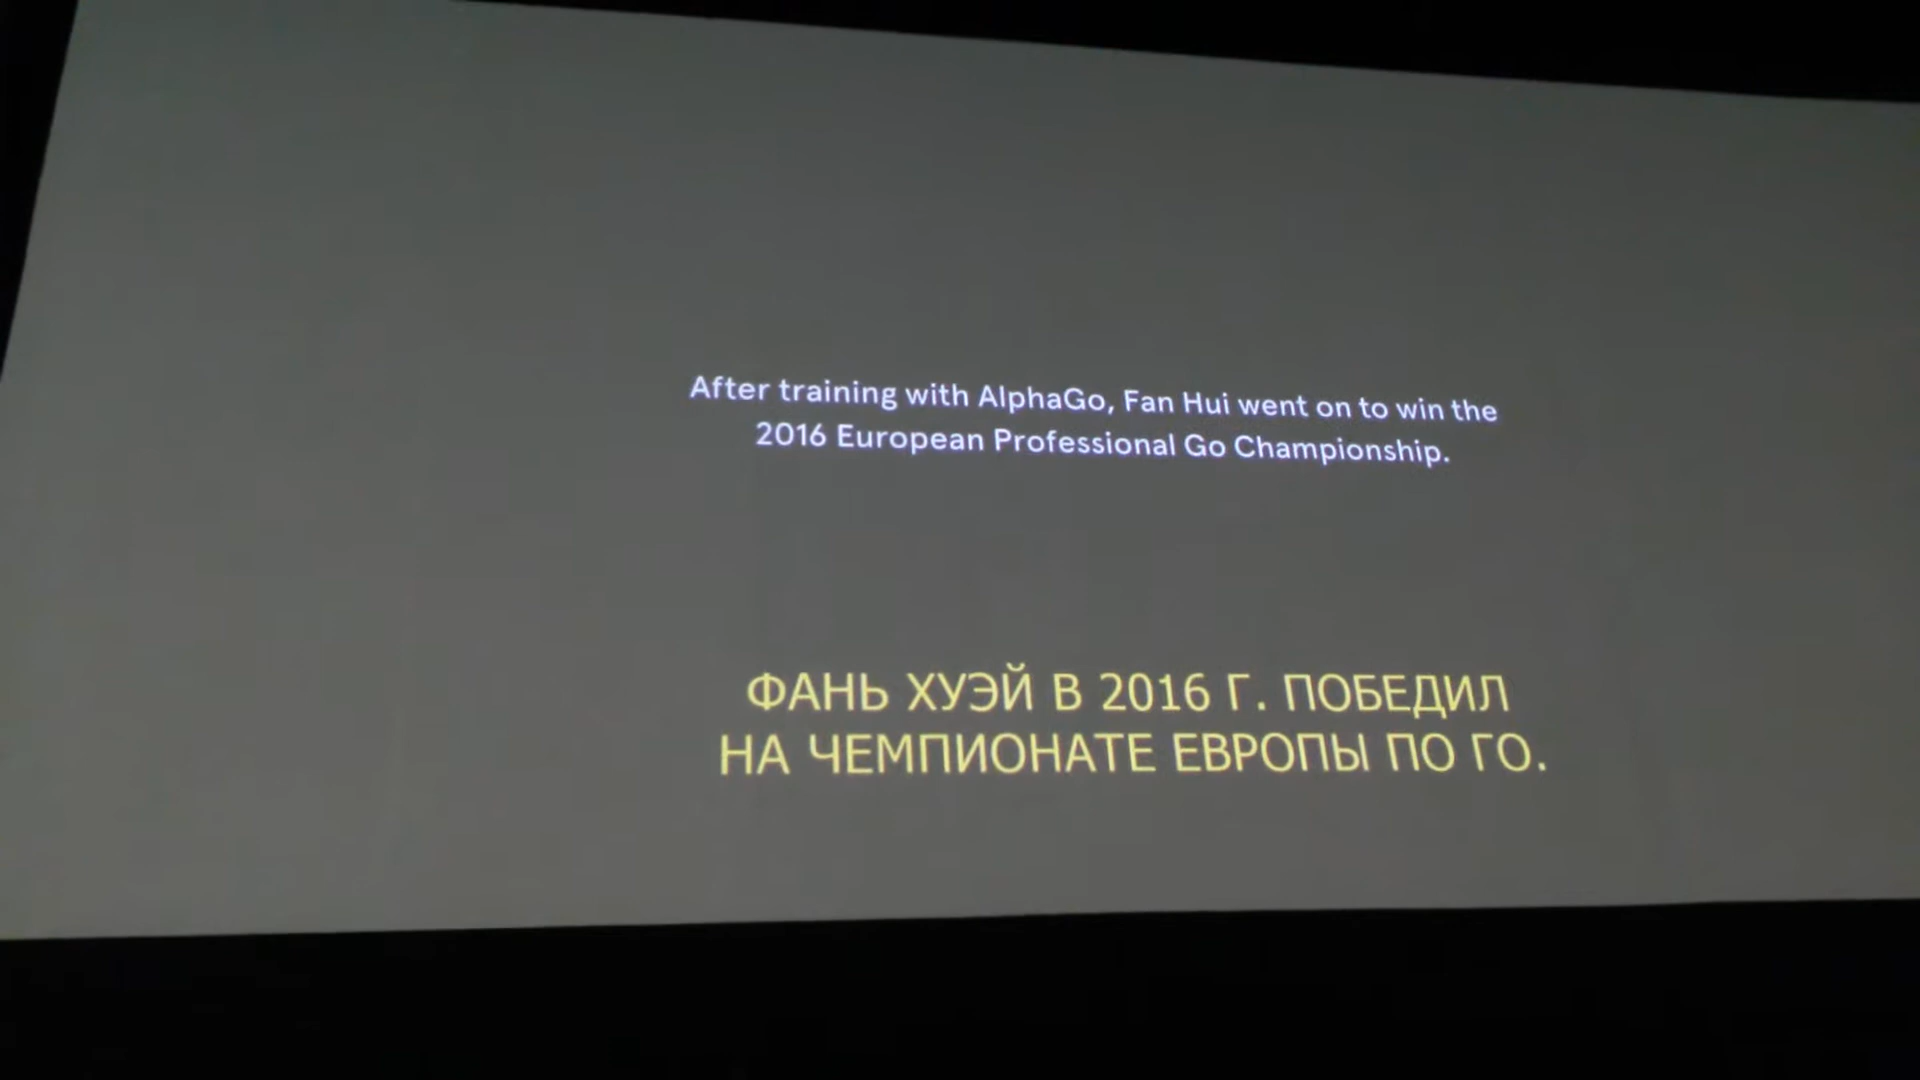 After training with AlphaGo, Fan Hui went on to win the
2016 European Professional Go Championship.
ФАНЬ ХУЭЙ В 2016 Г. ПОБЕДИЛ
НА ЧЕМПИОНАТЕ ЕВРОПЫ ПО ГО.